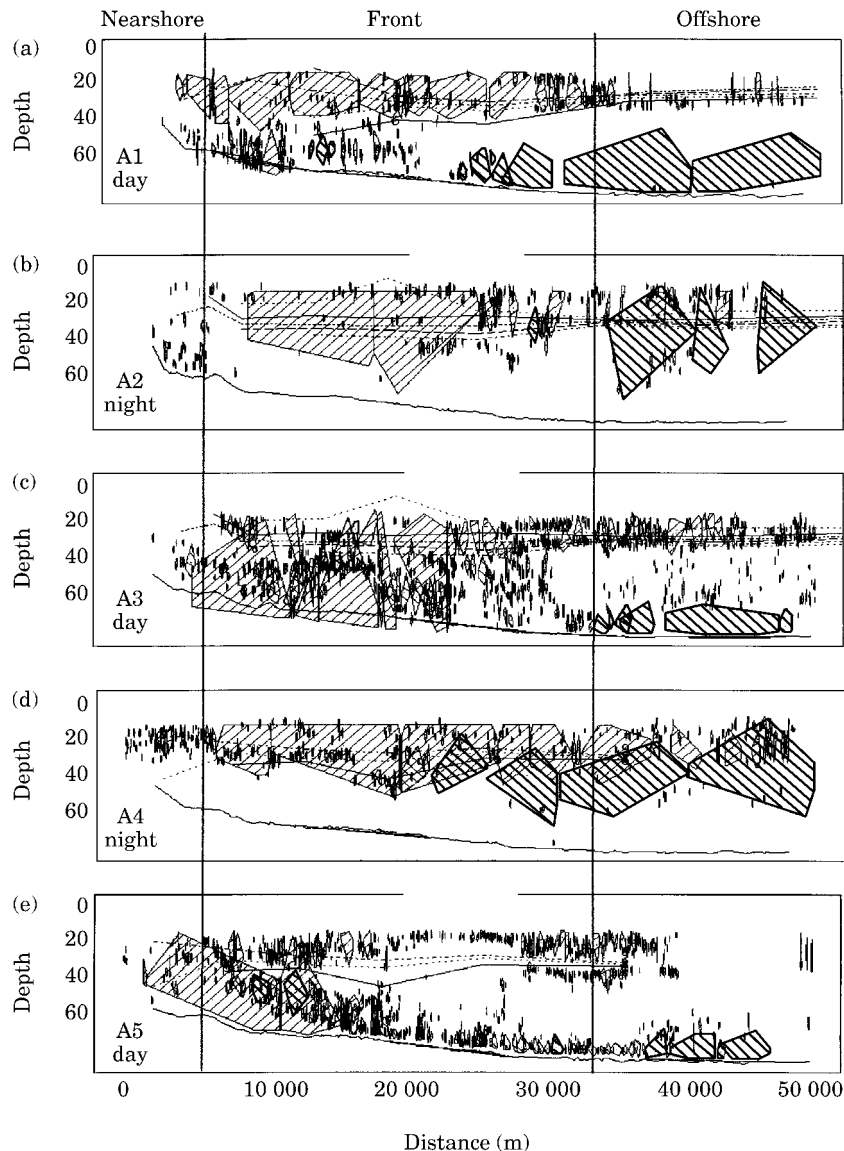 Nearshore Front Offshore
(a)
0
20
40
60
Depth
A1
day
(b)
0
20
40
60
Depth
A2
night
(c)
0
20
40
60
Depth
A3
day
(d)
0
20
40
60
Depth
A4
night
(e)
0
20
40
60
Depth
A5
day
0 10 000 20 000 30 000 40 000 50 000
Distance (m)